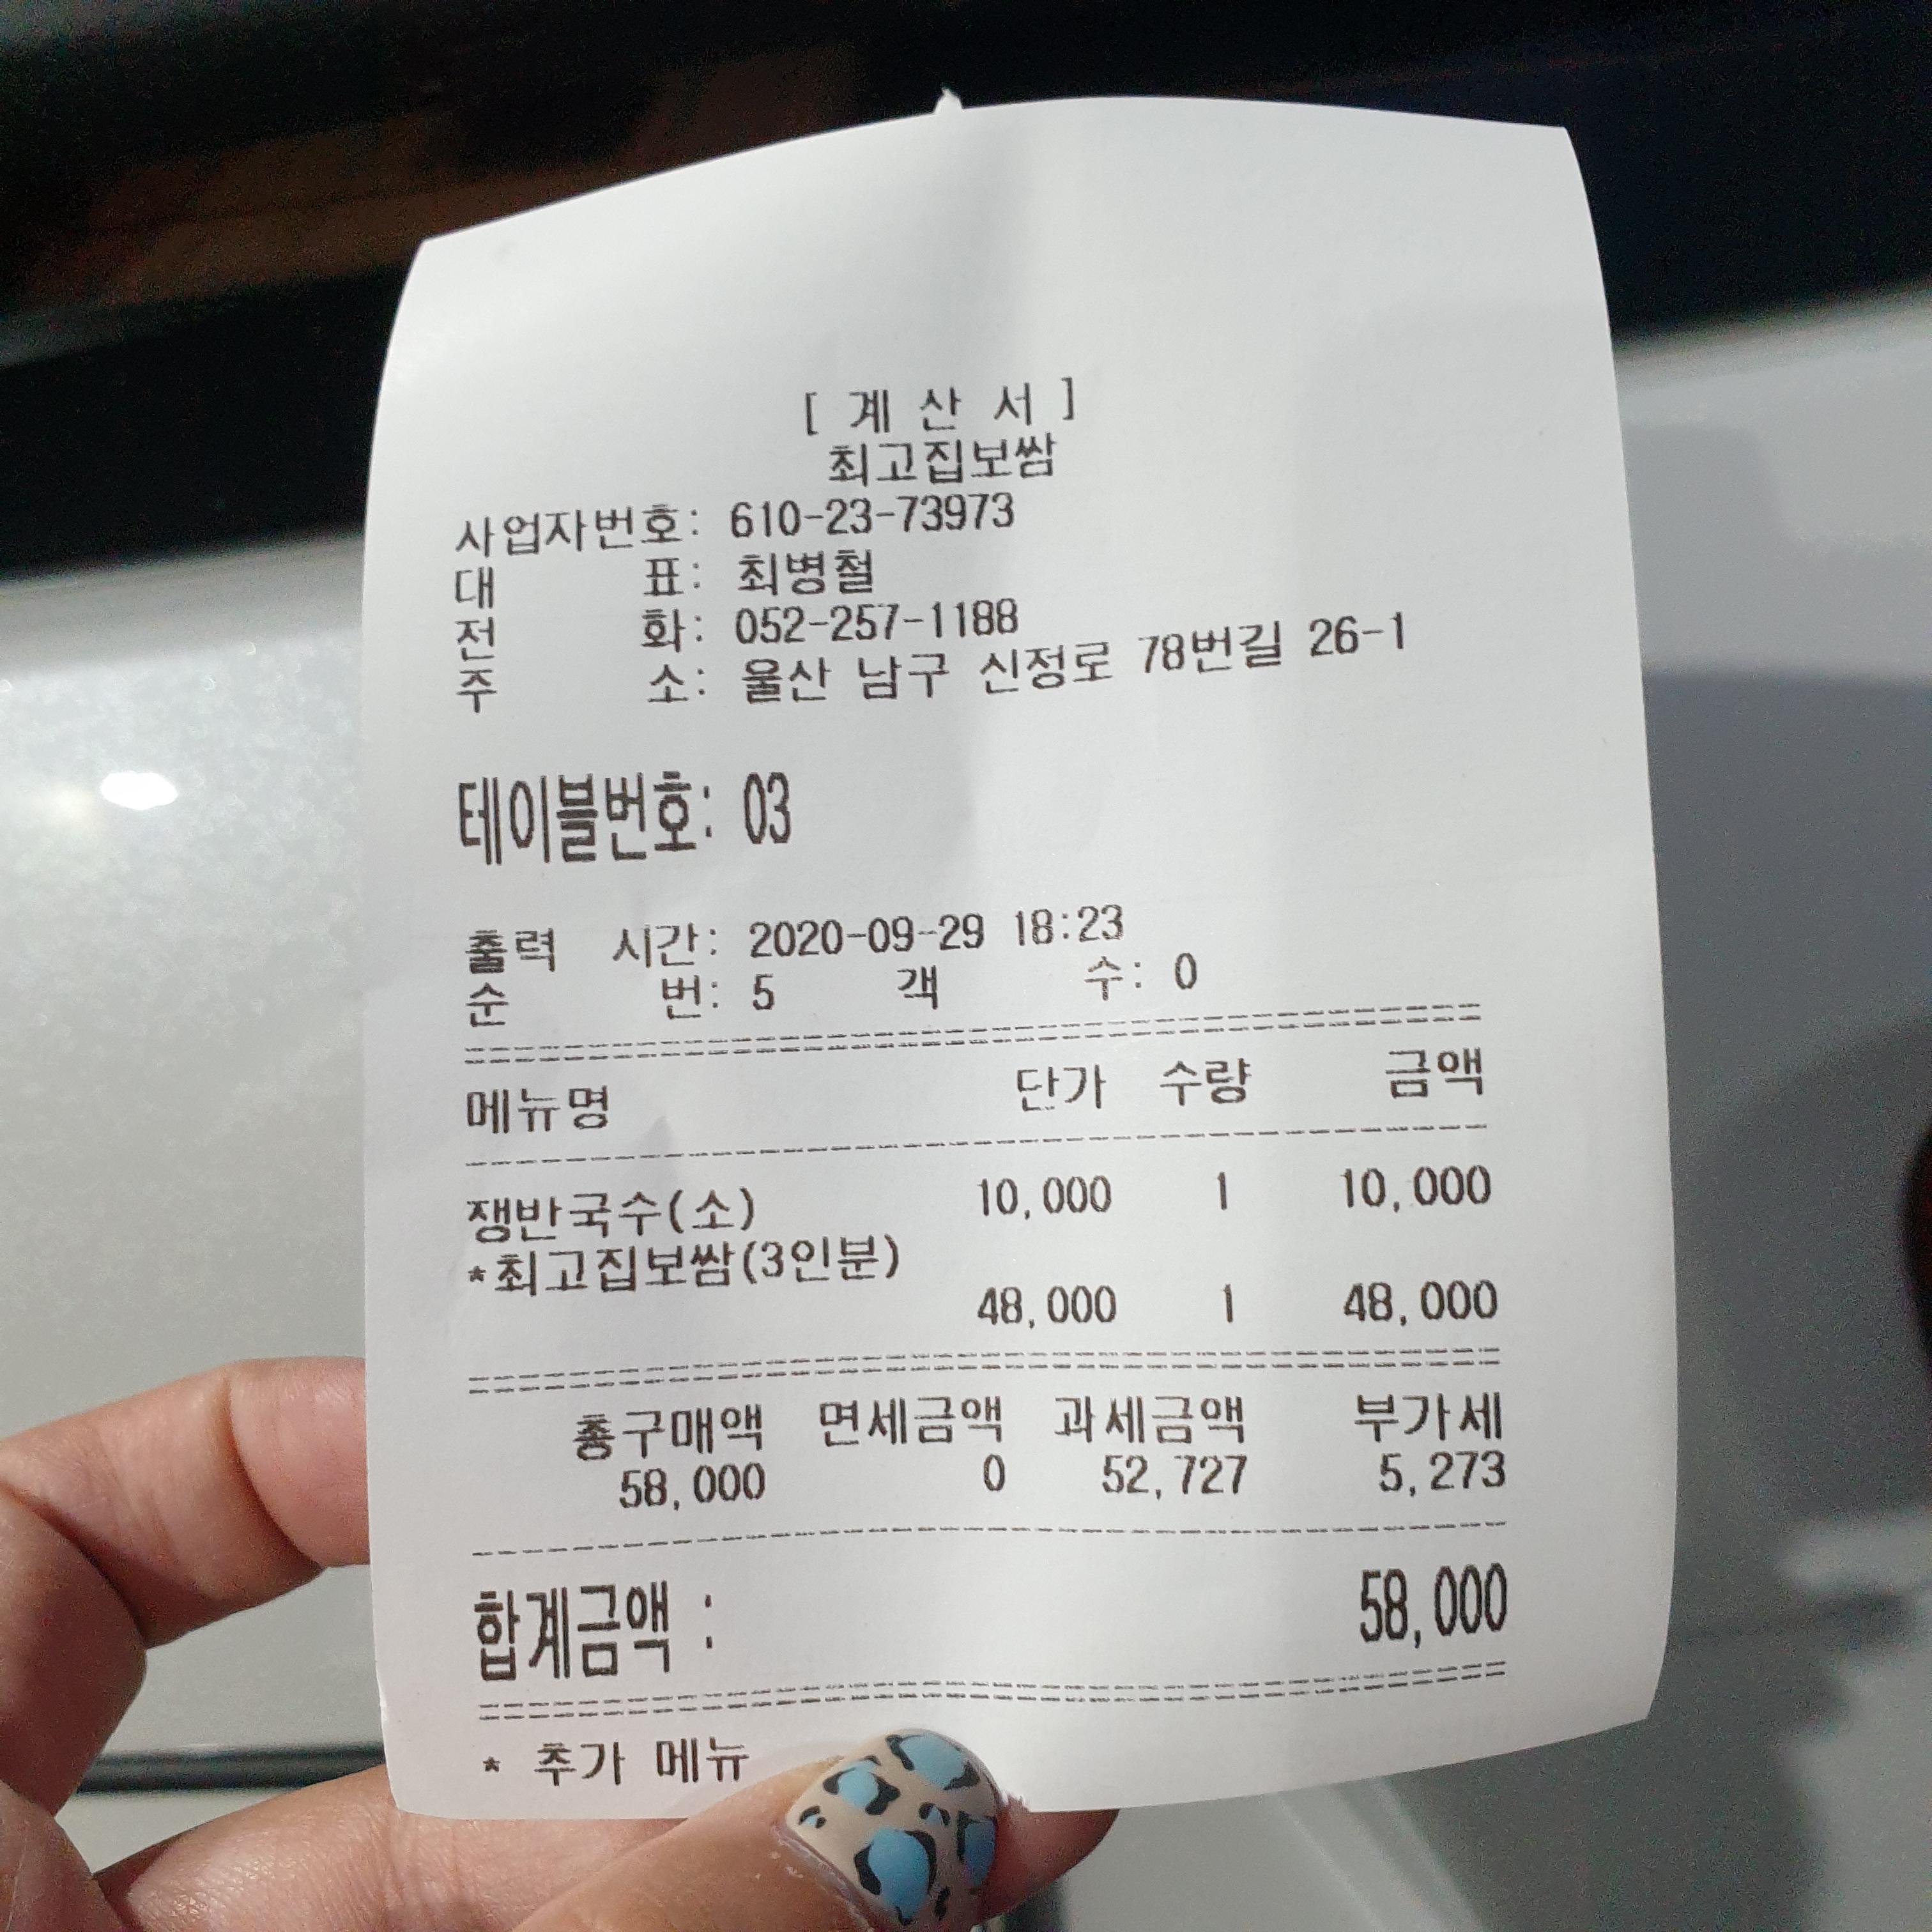 [ 계 산 서 ]
최고집보쌈
사업자번호: 610-23-73973
대 표: 최병철
전 화: 052-257-1188
주 소: 울산 남구 신정로 78번길 26-1
테이블번호: 03
출력 시간: 2020-09-29 18:23
순 번: 5 객 수: 0
메뉴명 단가 수량 금액
쟁반국수(소) 10,000 1 10,000
*최고집보쌈(3인분)
48,000 1 48,000
총구매액 면세금액 과세금액 부가세
58,000 0 52,727 5,273
합계금액 : 58,000
* 추가 메뉴